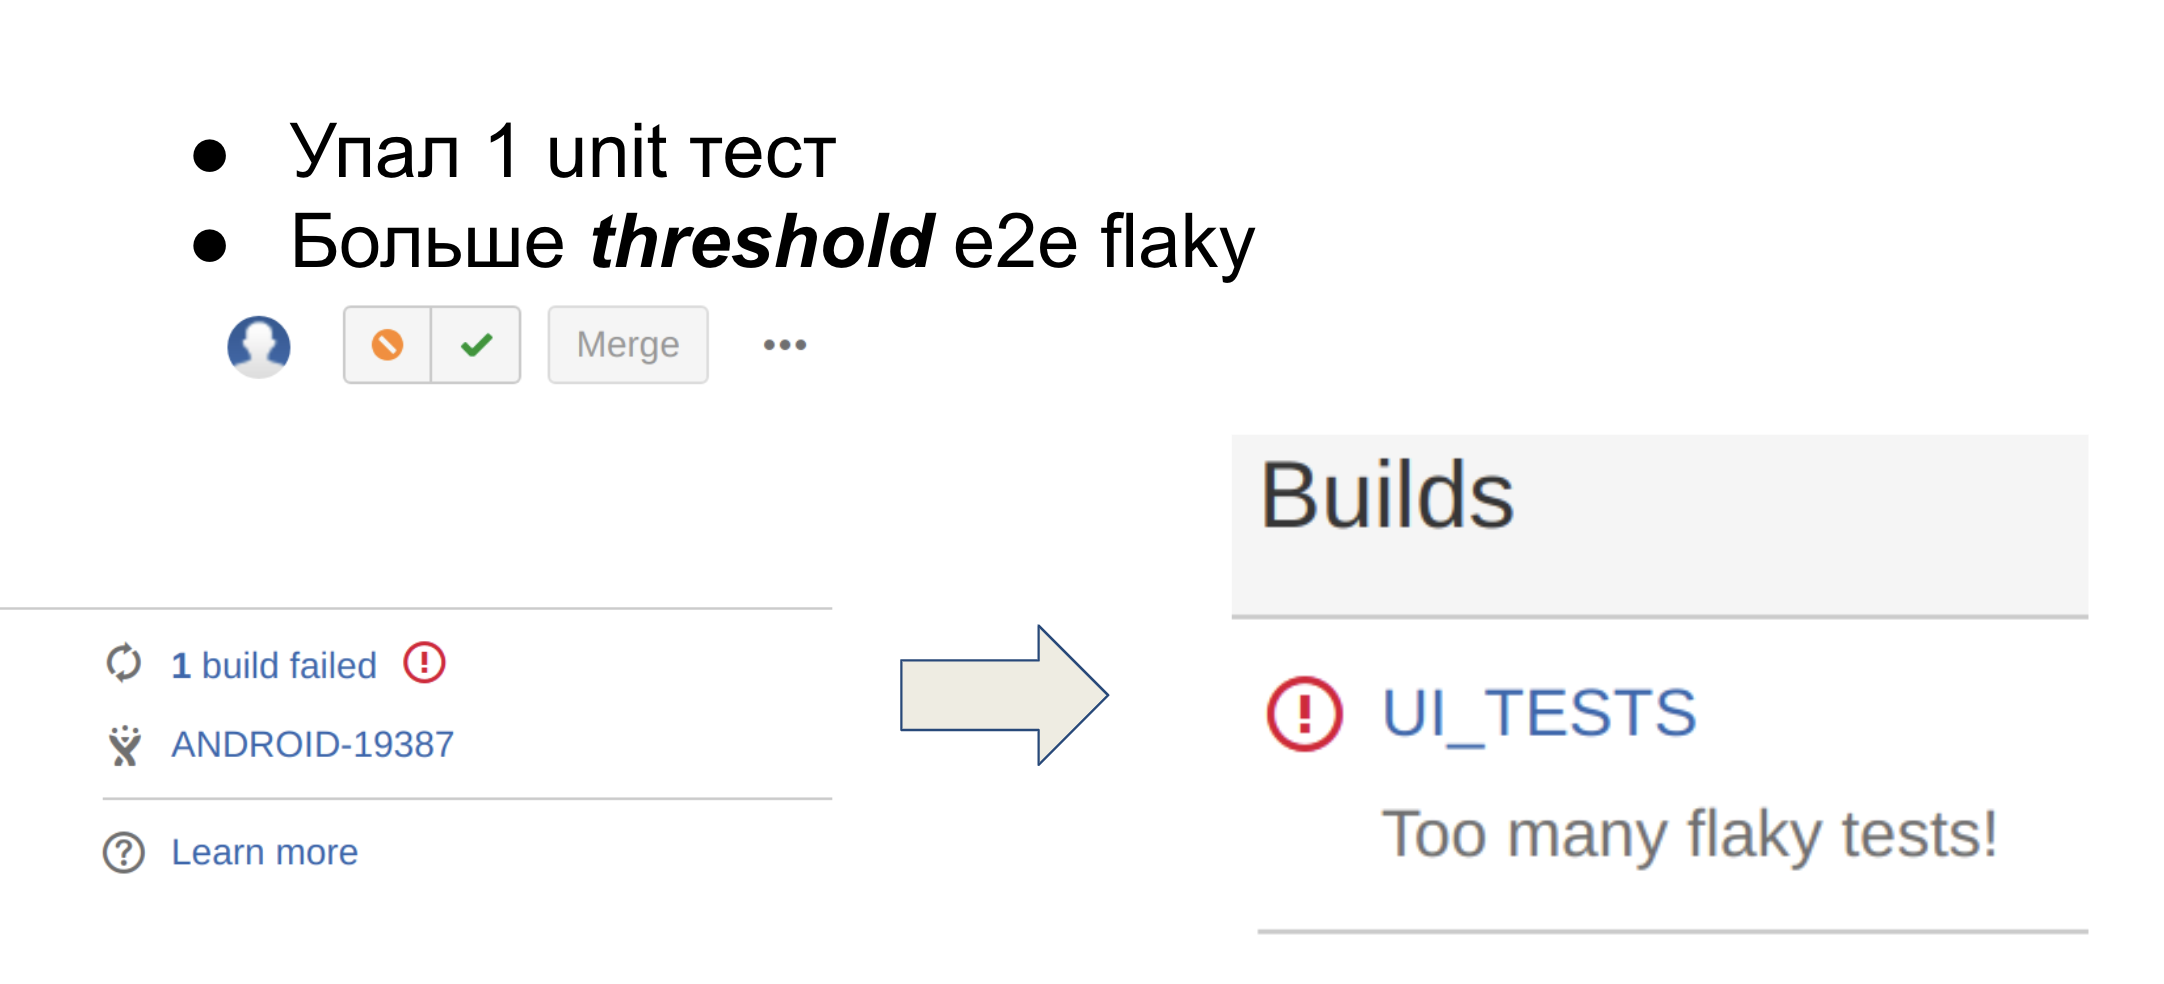 ● Упал 1 unit тест
● Больше threshold e2e flaky
Merge •••
1 build failed
ANDROID-19387
Learn more
Builds
UI_TESTS
Too many flaky tests!